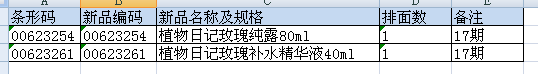 条形码 新品编码 新品名称及规格 排面数 备注
00623254 00623254 植物日记玫瑰纯露80ml 1 17期
00623261 00623261 植物日记玫瑰补水精华液40ml 1 17期